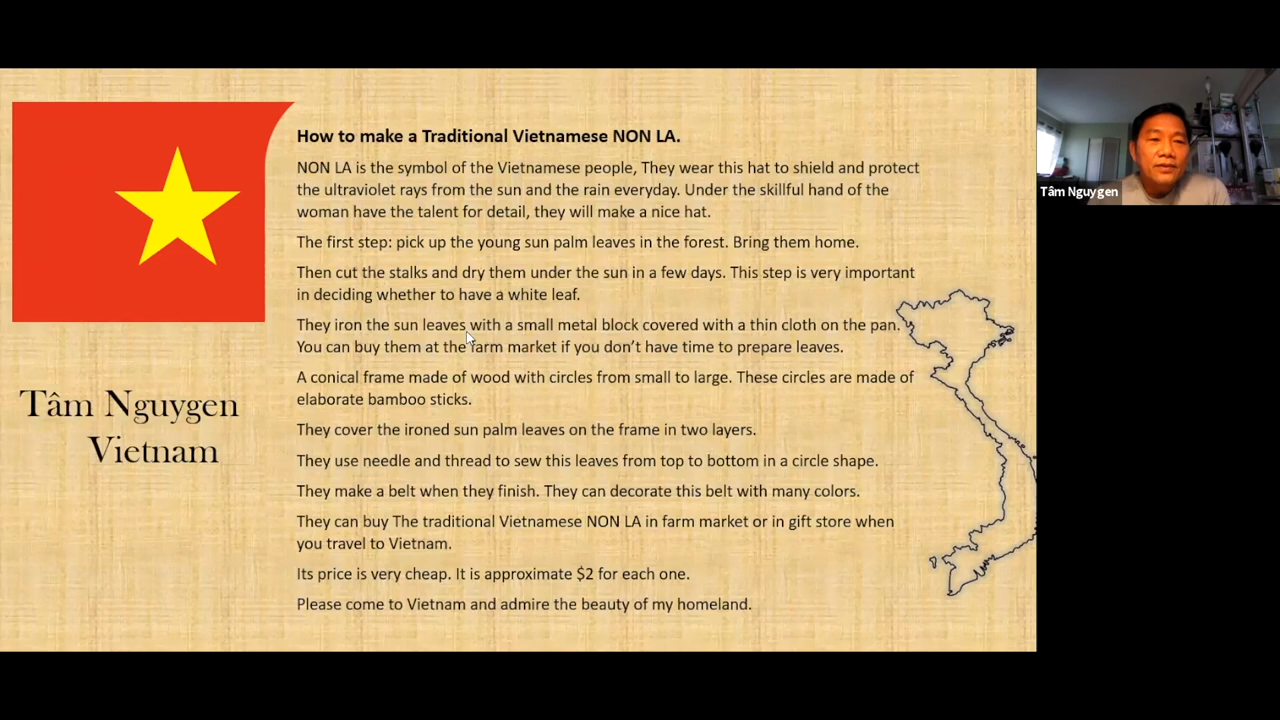 How to make a Traditional Vietnamese NON LA.
NON LA is the symbol of the Vietnamese people, They wear this hat to shield and protect
the ultraviolet rays from the sun and the rain everyday. Under the skillful hand of the
woman have the talent for detail, they will make a nice hat.
The first step: pick up the young sun palm leaves in the forest. Bring them home.
Then cut the stalks and dry them under the sun in a few days. This step is very important
in deciding whether to have a white leaf.
They iron the sun leaves with a small metal block covered with a thin cloth on the pan.
You can buy them at the farm market if you don’t have time to prepare leaves.
A conical frame made of wood with circles from small to large. These circles are made of
elaborate bamboo sticks.
They cover the ironed sun palm leaves on the frame in two layers.
They use needle and thread to sew this leaves from top to bottom in a circle shape.
They make a belt when they finish. They can decorate this belt with many colors.
They can buy The traditional Vietnamese NON LA in farm market or in gift store when
you travel to Vietnam.
Its price is very cheap. It is approximate $2 for each one.
Please come to Vietnam and admire the beauty of my homeland.
Tâm Nguygen
Vietnam
Tâm Nguygen